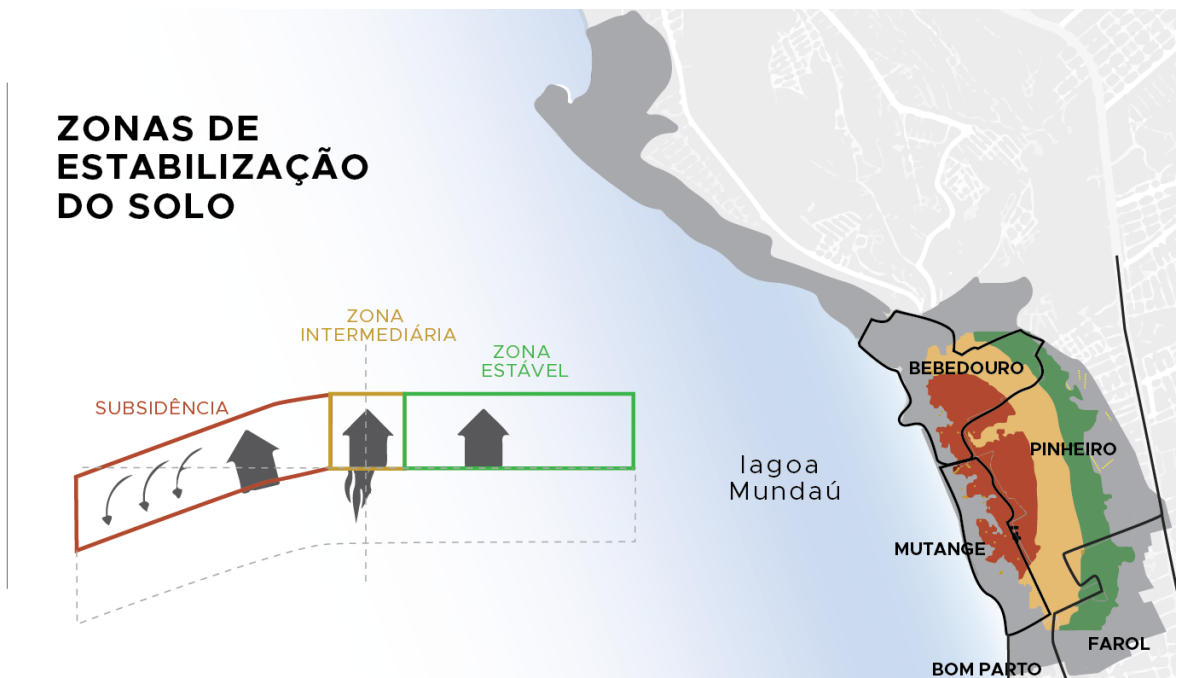 ZONAS DE
ESTABILIZAÇÃO
DO SOLO
ZONA
INTERMEDIÁRIA
ZONA
ESTÁVEL
SUBSIDÊNCIA
lagoa
Mundaú
BEBEDOURO
PINHEIRO
MUTANGE
FAROL
BOM PARTO